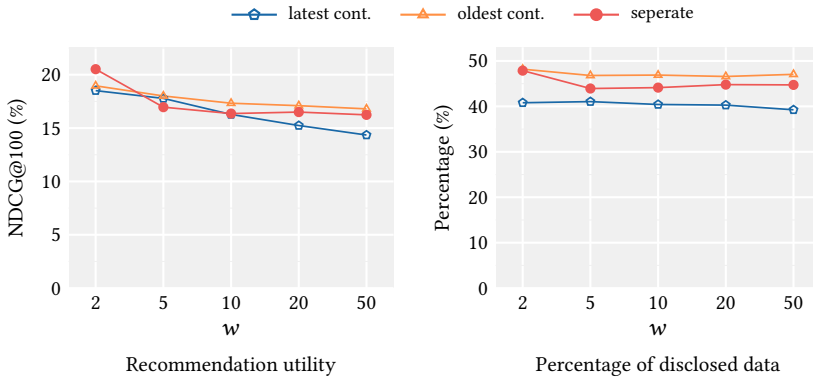 latest cont. oldest cont. seperate
NDCG@100 (%)
20
15
10
5
0
2 5 10 20 50
w
Recommendation utility
Percentage (%)
50
40
30
20
10
0
2 5 10 20 50
w
Percentage of disclosed data